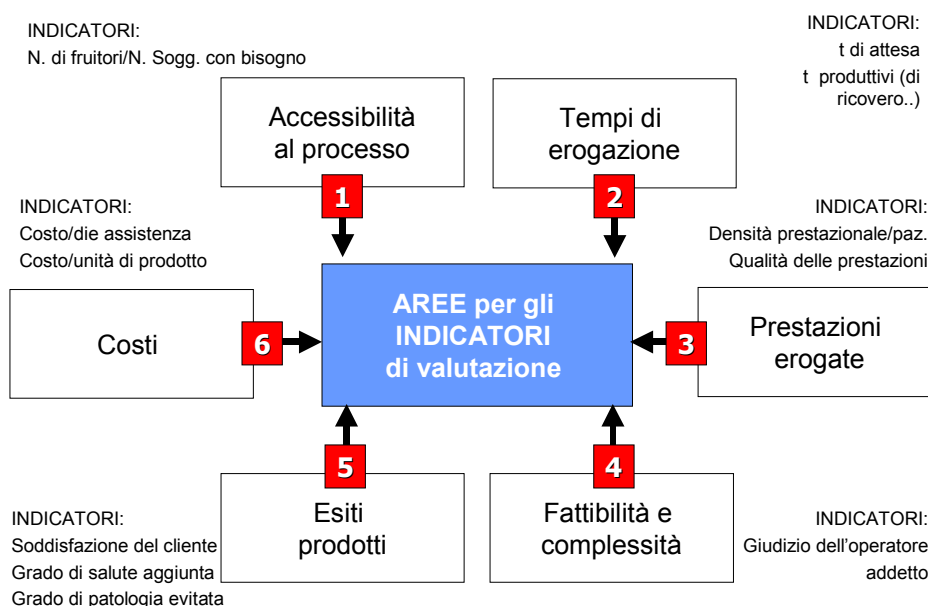 INDICATORI:
N. di fruitori/N. Sogg. con bisogno
INDICATORI:
t di attesa
t produttivi (di
ricovero..)
Accessibilità
al processo
1
Tempi di
erogazione
2
INDICATORI:
Costo/die assistenza
Costo/unità di prodotto
INDICATORI:
Densità prestazionale/paz.
Qualità delle prestazioni
Costi
6
AREE per gli
INDICATORI
di valutazione
3
Prestazioni
erogate
5
Esiti
prodotti
4
Fattibilità e
complessità
INDICATORI:
Soddisfazione del cliente
Grado di salute aggiunta
Grado di patologia evitata
INDICATORI:
Giudizio dell’operatore
addetto